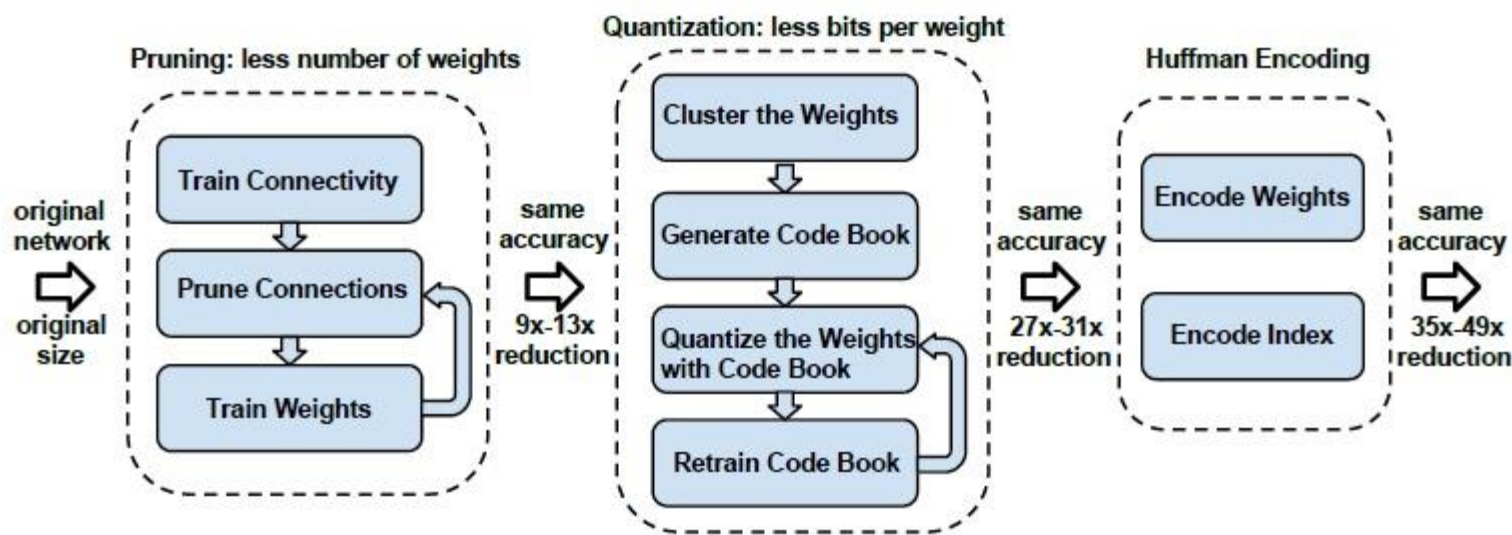 Pruning: less number of weights
Train Connectivity
Prune Connections
Train Weights
original
network
original
size
same
accuracy
9x-13x
reduction
Quantization: less bits per weight
Cluster the Weights
Generate Code Book
Quantize the Weights
with Code Book
Retrain Code Book
same
accuracy
27x-31x
reduction
Huffman Encoding
Encode Weights
Encode Index
same
accuracy
35x-49x
reduction